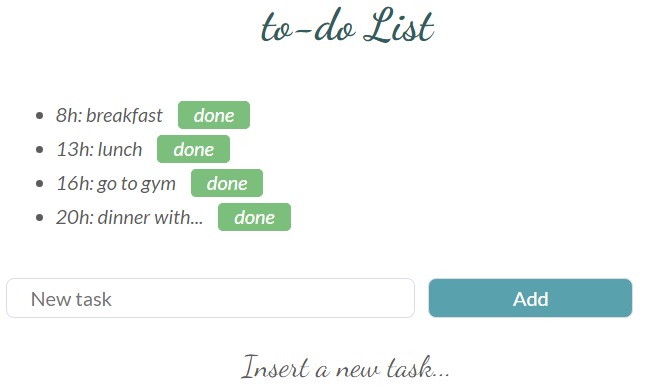 to-do List
8h: breakfast done
13h: lunch done
16h: go to gym done
20h: dinner with... done
New task Add
Insert a new task...